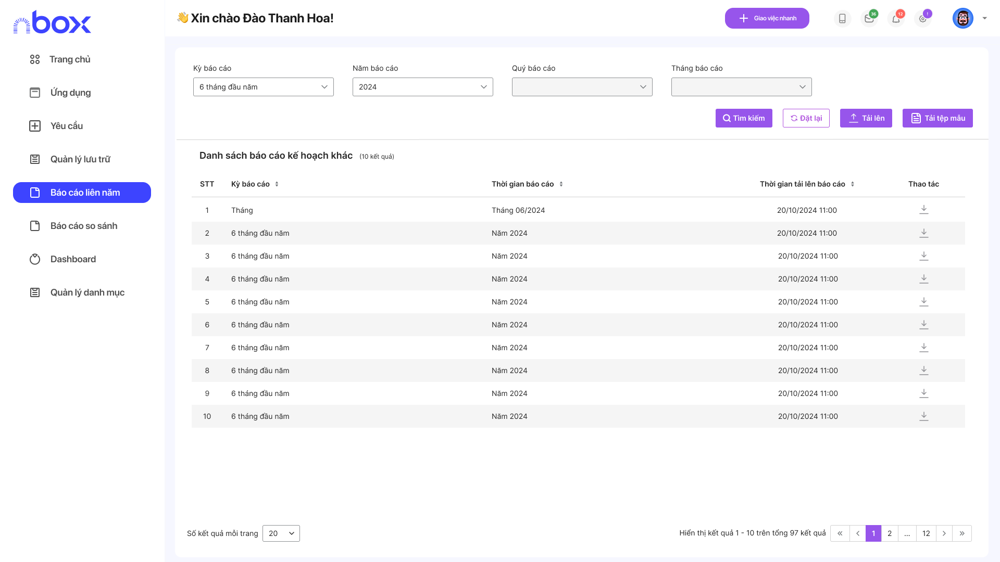 nbox
Trang chủ
Ứng dụng
Yêu cầu
Quản lý lưu trữ
Báo cáo liên năm
Báo cáo so sánh
Dashboard
Quản lý danh mục
👋 Xin chào Đào Thanh Hoa!
Giao việc nhanh
36
12
!
Kỳ báo cáo
Năm báo cáo
Quý báo cáo
Tháng báo cáo
6 tháng đầu năm
2024
Tìm kiếm
Đặt lại
Tải lên
Tải tệp mẫu
Danh sách báo cáo kế hoạch khác (10 kết quả)
STT Kỳ báo cáo Thời gian báo cáo Thời gian tải lên báo cáo Thao tác
1 Tháng Tháng 06/2024 20/10/2024 11:00
2 6 tháng đầu năm Năm 2024 20/10/2024 11:00
3 6 tháng đầu năm Năm 2024 20/10/2024 11:00
4 6 tháng đầu năm Năm 2024 20/10/2024 11:00
5 6 tháng đầu năm Năm 2024 20/10/2024 11:00
6 6 tháng đầu năm Năm 2024 20/10/2024 11:00
7 6 tháng đầu năm Năm 2024 20/10/2024 11:00
8 6 tháng đầu năm Năm 2024 20/10/2024 11:00
9 6 tháng đầu năm Năm 2024 20/10/2024 11:00
10 6 tháng đầu năm Năm 2024 20/10/2024 11:00
Số kết quả mỗi trang 20
Hiển thị kết quả 1 - 10 trên tổng 97 kết quả « ‹ 1 2 ... 12 › »